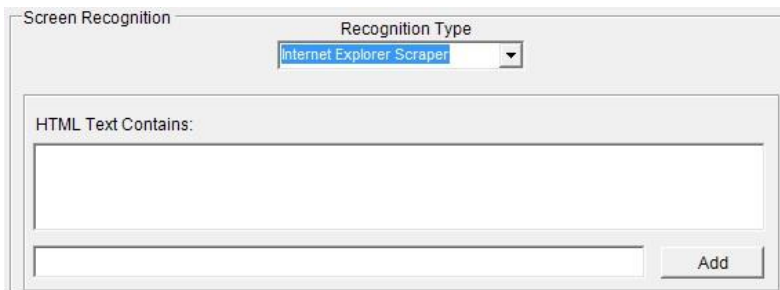 Screen Recognition
Recognition Type
Internet Explorer Scraper
HTML Text Contains:
Add